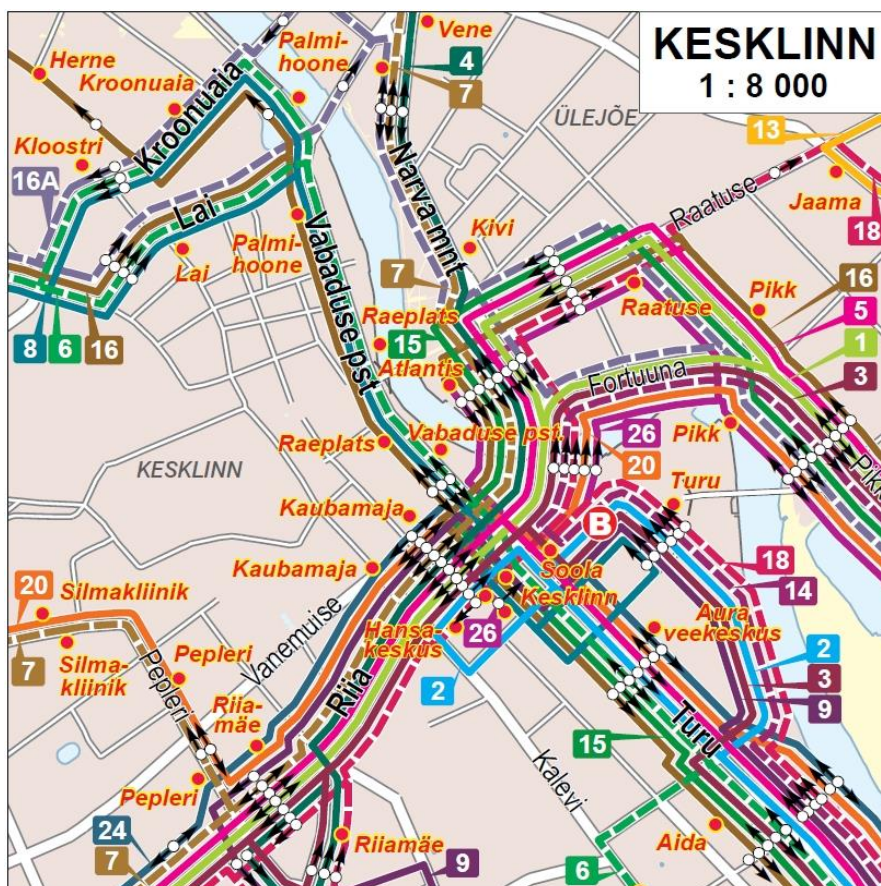 KESKLINN
1 : 8 000
Vene
4
7
Palmi-
hoone
Herne
Kroonuaia
Kroonuaia
Kloostri
16A
Lai
Lai
Palmi-
hoone
8
6
16
Narva mnt
Kivi
7
Vabaduse pst
Raeplats
15
Atlantis
ÜLEJÕE
13
Raatuse
Jaama
18
Raatuse
Pikk
16
5
1
3
Fortuuna
Pikk
Pikk
26
20
Raeplats
Vabaduse pst.
KESKLINN
Kaubamaja
Kaubamaja
Turu
B
18
14
Soola
Kesklinn
Hansa-
keskus
26
2
Aura
veekeskus
2
3
9
20
Silmakliinik
7
Silma-
kliinik
Pepleri
Pepleri
Vanemuise
Riia-
mäe
Riia
Pepleri
Turu
15
Kalevi
24
7
Riiamäe
9
Aida
6